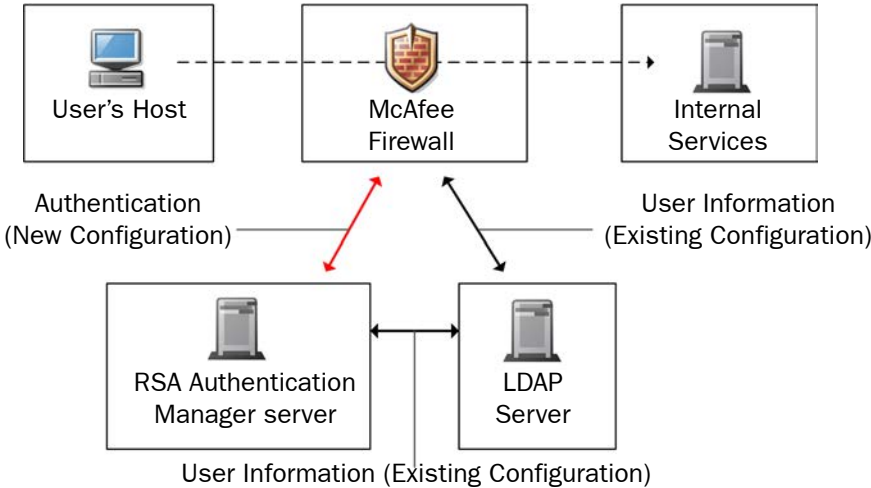 User's Host
McAfee
Firewall
Internal
Services
Authentication
(New Configuration)
User Information
(Existing Configuration)
RSA Authentication
Manager server
LDAP
Server
User Information (Existing Configuration)